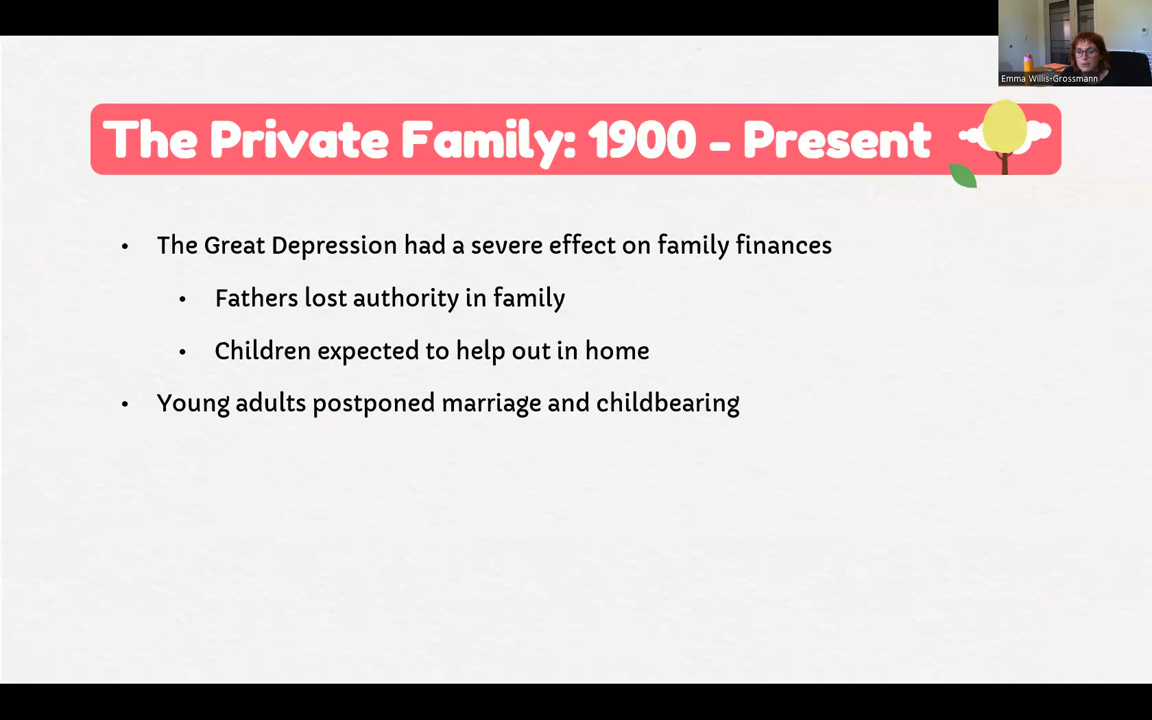 Emma Willis-Grossmann
The Private Family: 1900 - Present
• The Great Depression had a severe effect on family finances
• Fathers lost authority in family
• Children expected to help out in home
• Young adults postponed marriage and childbearing